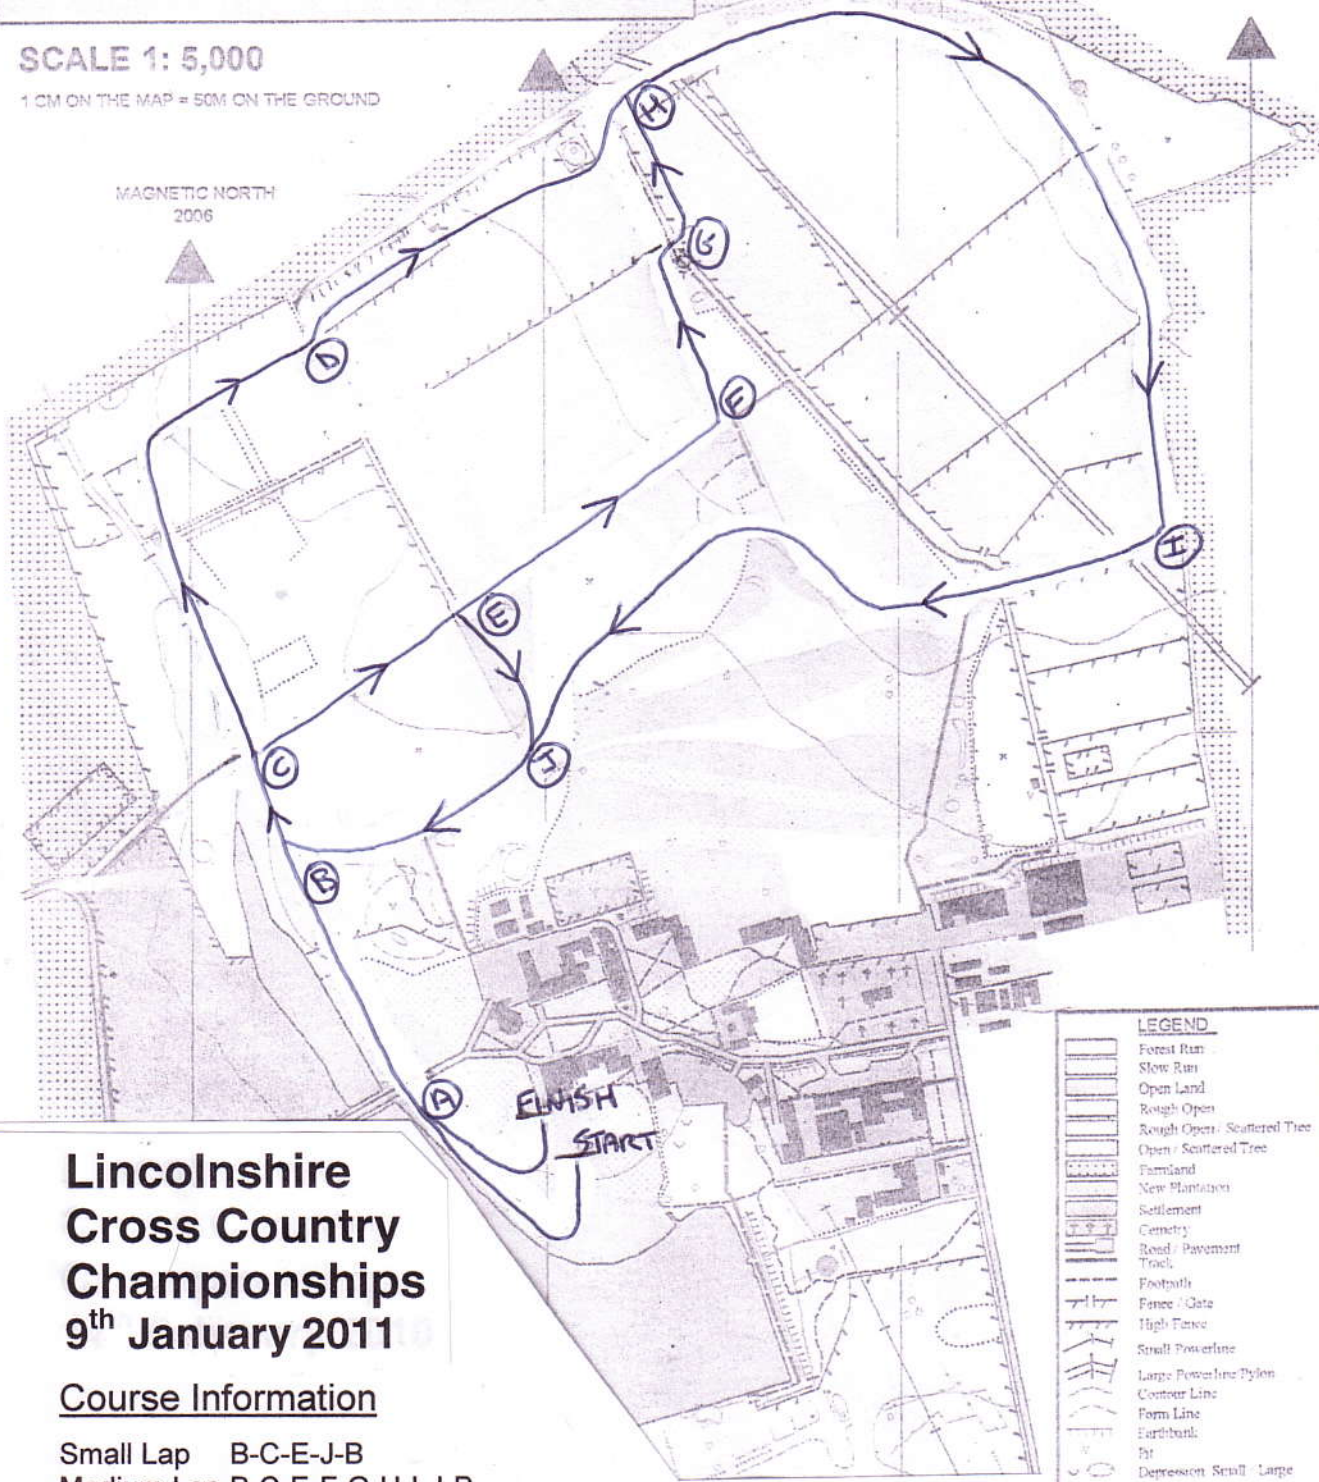 SCALE 1: 5,000
1 CM ON THE MAP = 50M ON THE GROUND
MAGNETIC NORTH
2006
H
G
D
F
I
E
C
J
B
A
FINISH
START
LEGEND
Forest Run
Slow Run
Open Land
Rough Open
Rough Open / Scattered Tree
Open / Scattered Tree
Farmland
New Plantation
Settlement
Cemetry
Road / Pavement
Track
Footpath
Fence / Gate
High Fence
Small Powerline
Large Powerline/Pylon
Contour Line
Form Line
Earthbank
Pit
Depression Small / Large
Lincolnshire
Cross Country
Championships
9th January 2011
Course Information
Small Lap B-C-E-J-B
Medium Lap B-C-E-F-G-H-I-J-B